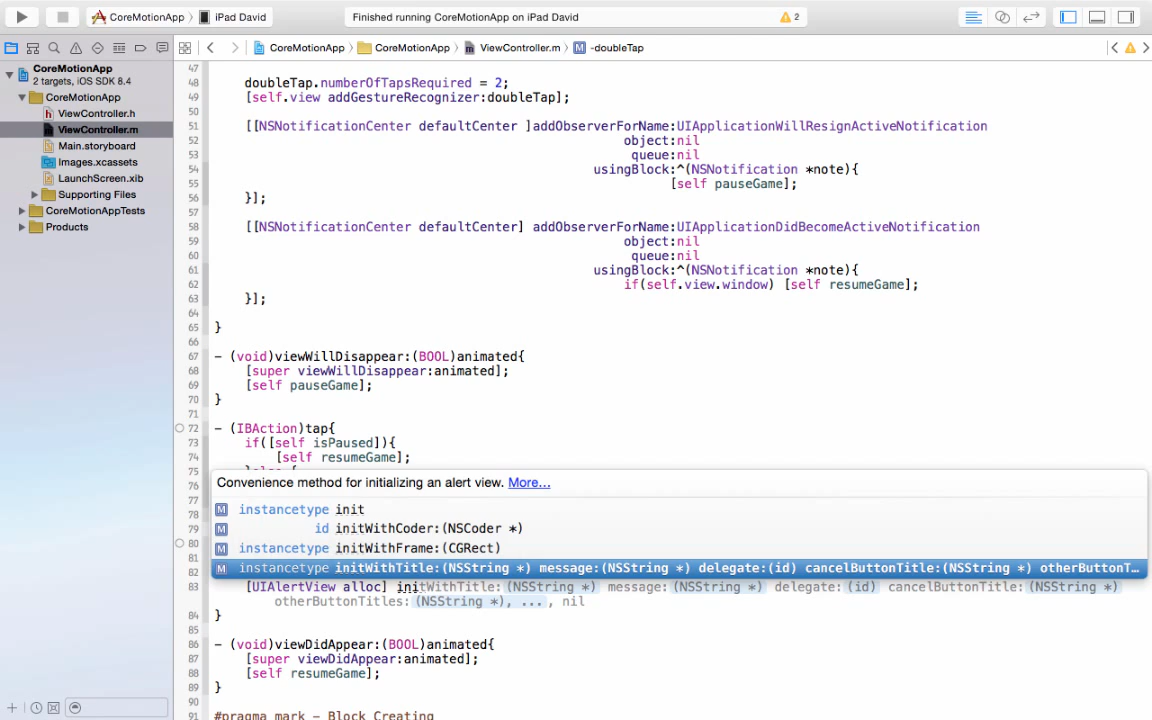 CoreMotionApp  iPad David
Finished running CoreMotionApp on iPad David
2
CoreMotionApp  CoreMotionApp  ViewController.m  M -doubleTap
CoreMotionApp
2 targets, iOS SDK 8.4
CoreMotionApp
h ViewController.h
ViewController.m
Main.storyboard
Images.xcassets
LaunchScreen.xib
Supporting Files
CoreMotionAppTests
Products
47
48 doubleTap.numberOfTapsRequired = 2;
49 [self.view addGestureRecognizer:doubleTap];
50
51 [[NSNotificationCenter defaultCenter ]addObserverForName:UIApplicationWillResignActiveNotification
52 object:nil
53 queue:nil
54 usingBlock:^(NSNotification *note){
55 [self pauseGame];
56 }];
57
58 [[NSNotificationCenter defaultCenter] addObserverForName:UIApplicationDidBecomeActiveNotification
59 object:nil
60 queue:nil
61 usingBlock:^(NSNotification *note){
62 if(self.view.window) [self resumeGame];
63 }];
64
65 }
66
67 - (void)viewWillDisappear:(BOOL)animated{
68 [super viewWillDisappear:animated];
69 [self pauseGame];
70 }
71
72 - (IBAction)tap{
73 if([self isPaused]){
74 [self resumeGame];
75
76
Convenience method for initializing an alert view. More...
77
78
M instancetype init
79
M id initWithCoder:(NSCoder *)
80
M instancetype initWithFrame:(CGRect)
81
M instancetype initWithTitle:(NSString *) message:(NSString *) delegate:(id) cancelButtonTitle:(NSString *) otherButtonT...
82
83 [UIAlertView alloc] initWithTitle:(NSString *) message:(NSString *) delegate:(id) cancelButtonTitle:(NSString *)
otherButtonTitles:(NSString *), ..., nil
84 }
85
86 - (void)viewDidAppear:(BOOL)animated{
87 [super viewDidAppear:animated];
88 [self resumeGame];
89 }
90
91 #pragma mark - Block Creating